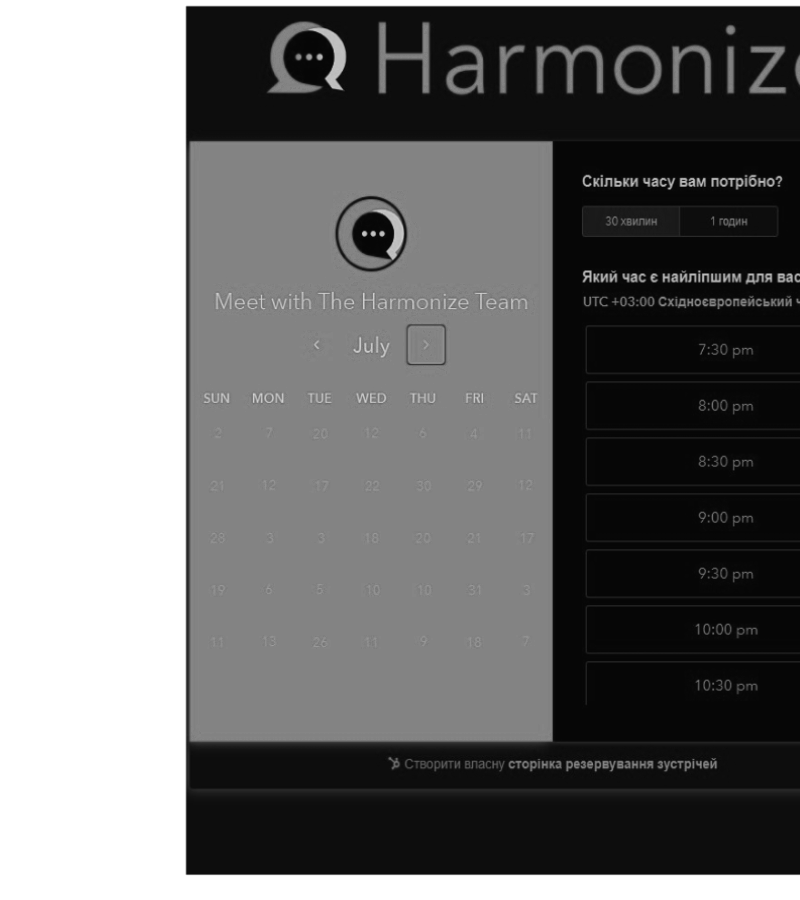 Harmonize
Meet with The Harmonize Team
‹ July ›
SUN MON TUE WED THU FRI SAT
2 7 20 12 6 4 11
21 12 17 22 30 29 12
28 3 3 18 20 21 17
19 6 5 10 10 31 3
11 13 26 11 9 18 7
Скільки часу вам потрібно?
30 хвилин 1 годин
Який час є найліпшим для вас
UTC +03:00 Східноєвропейський ч
7:30 pm
8:00 pm
8:30 pm
9:00 pm
9:30 pm
10:00 pm
10:30 pm
Створити власну сторінка резервування зустрічей